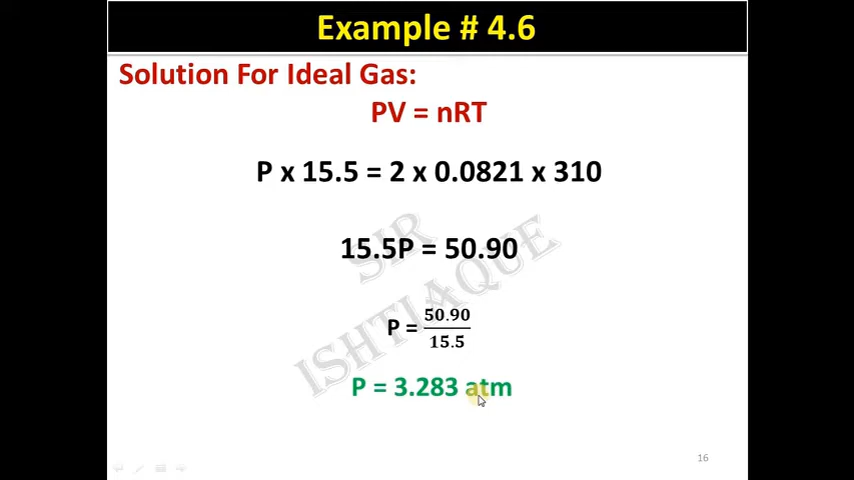 Example # 4.6
Solution For Ideal Gas:
PV = nRT
P x 15.5 = 2 x 0.0821 x 310
SIR
15.5P = 50.90
ISHTIAQUE
P = 50.90/15.5
P = 3.283 atm
16